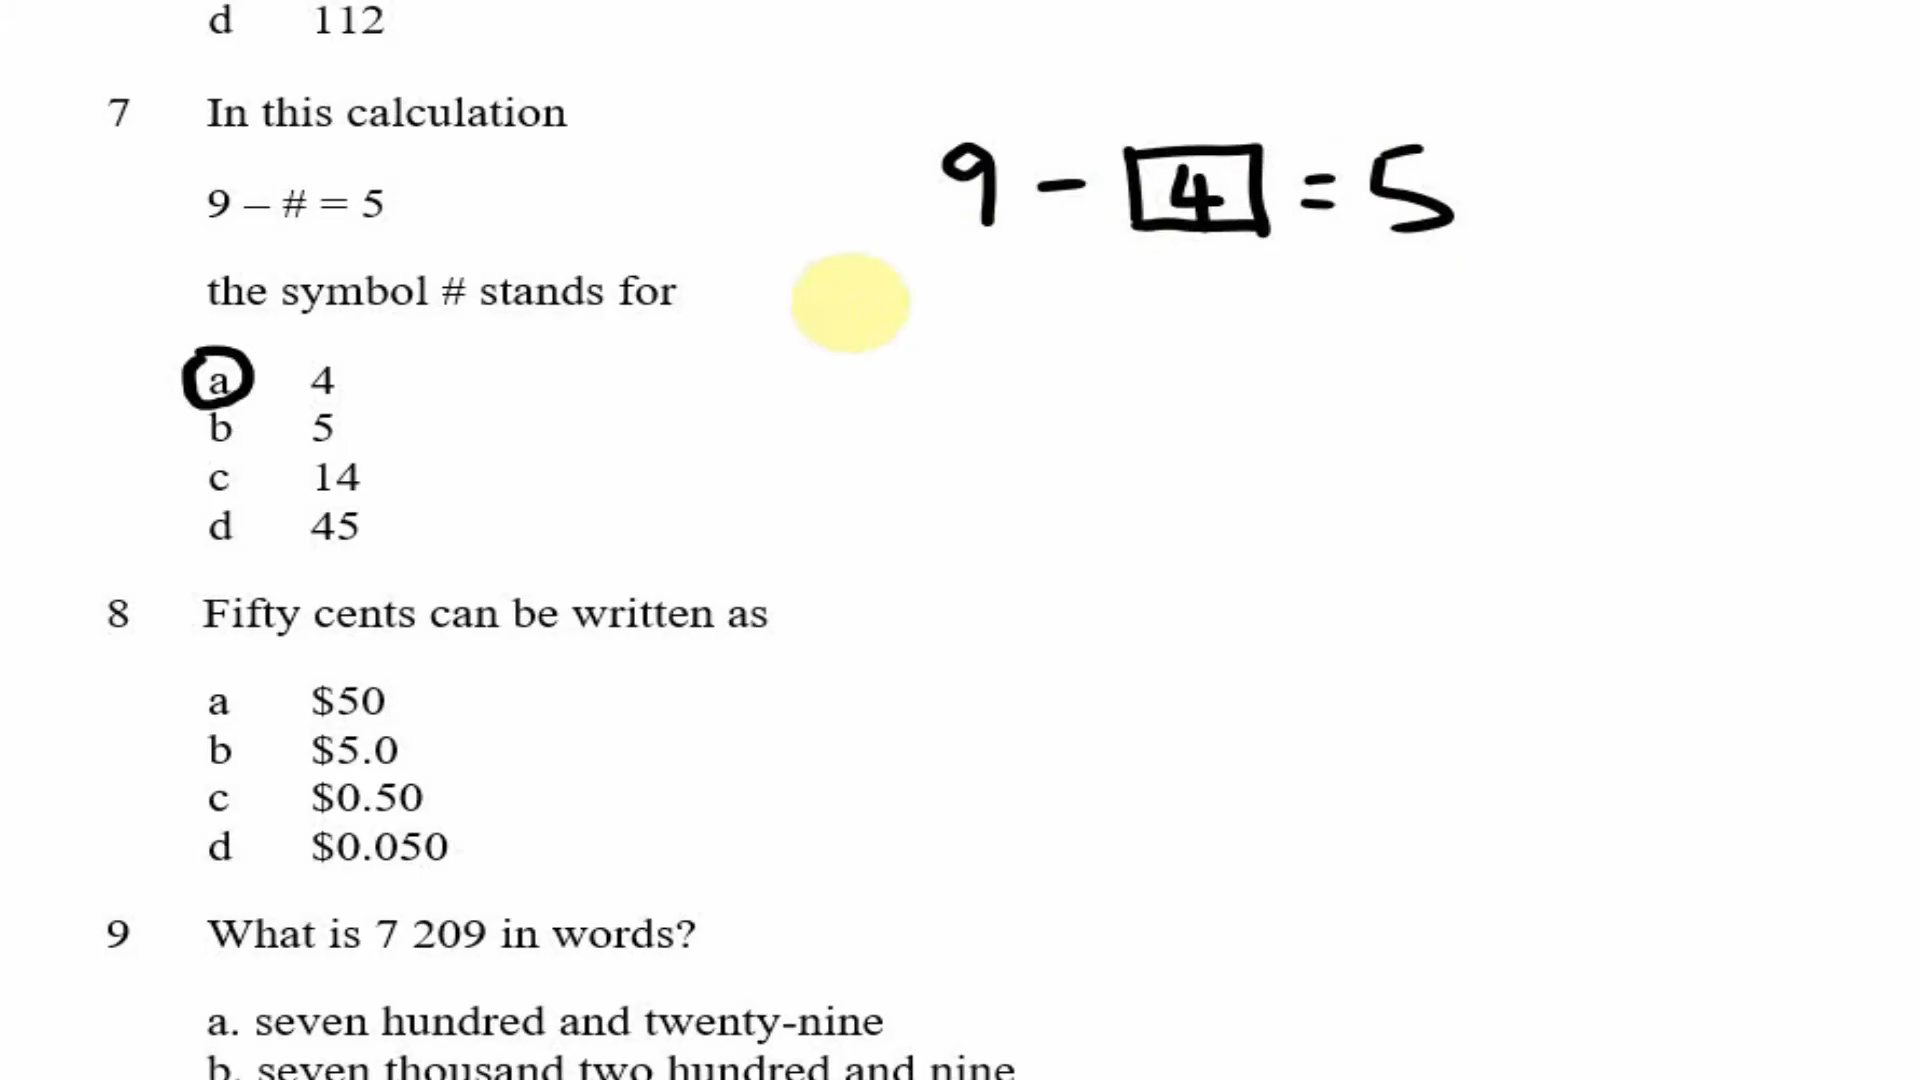 d 112
7 In this calculation
9 – # = 5
9 - 4 = 5
the symbol # stands for
a 4
b 5
c 14
d 45
8 Fifty cents can be written as
a $50
b $5.0
c $0.50
d $0.050
9 What is 7 209 in words?
a. seven hundred and twenty-nine
b. seven thousand two hundred and nine